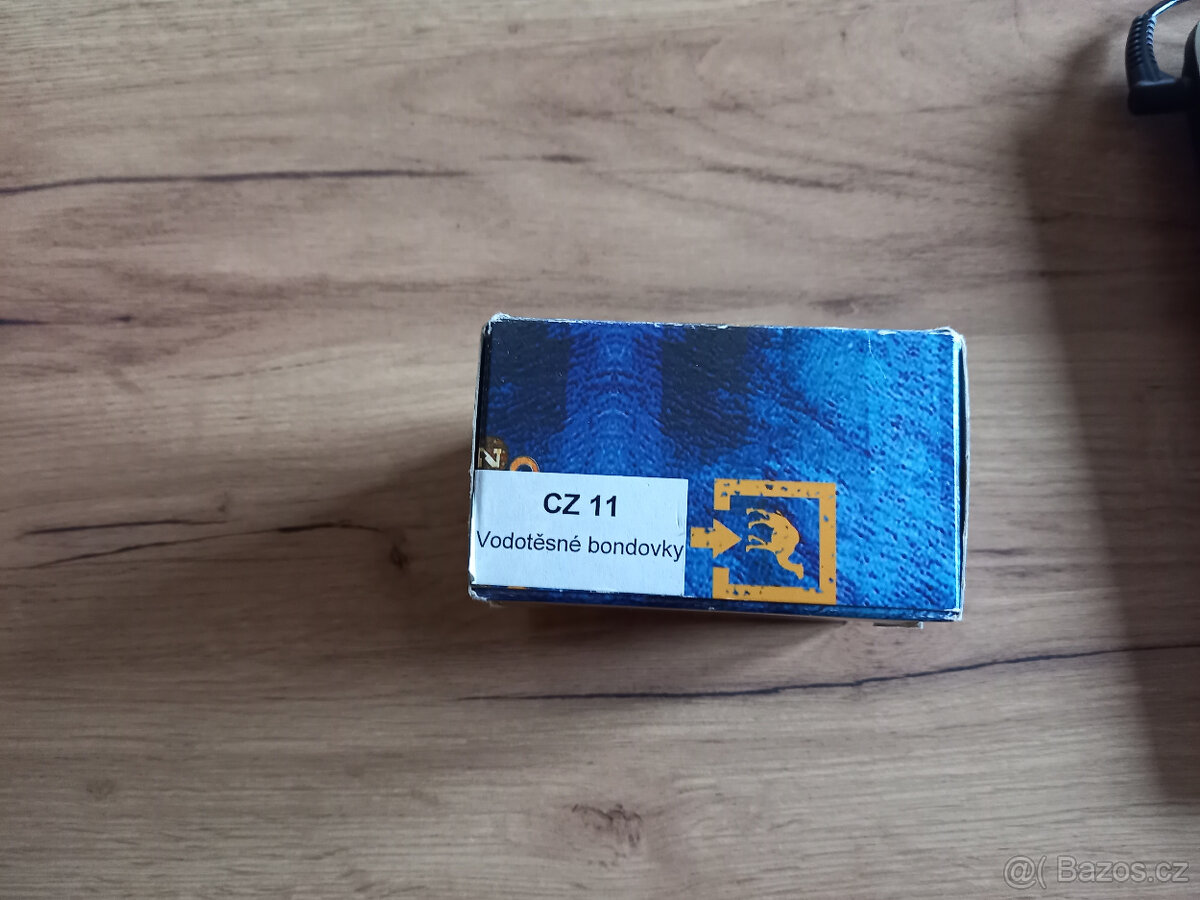 CZ 11
Vodotěsné bondovky
@( Bazos.cz